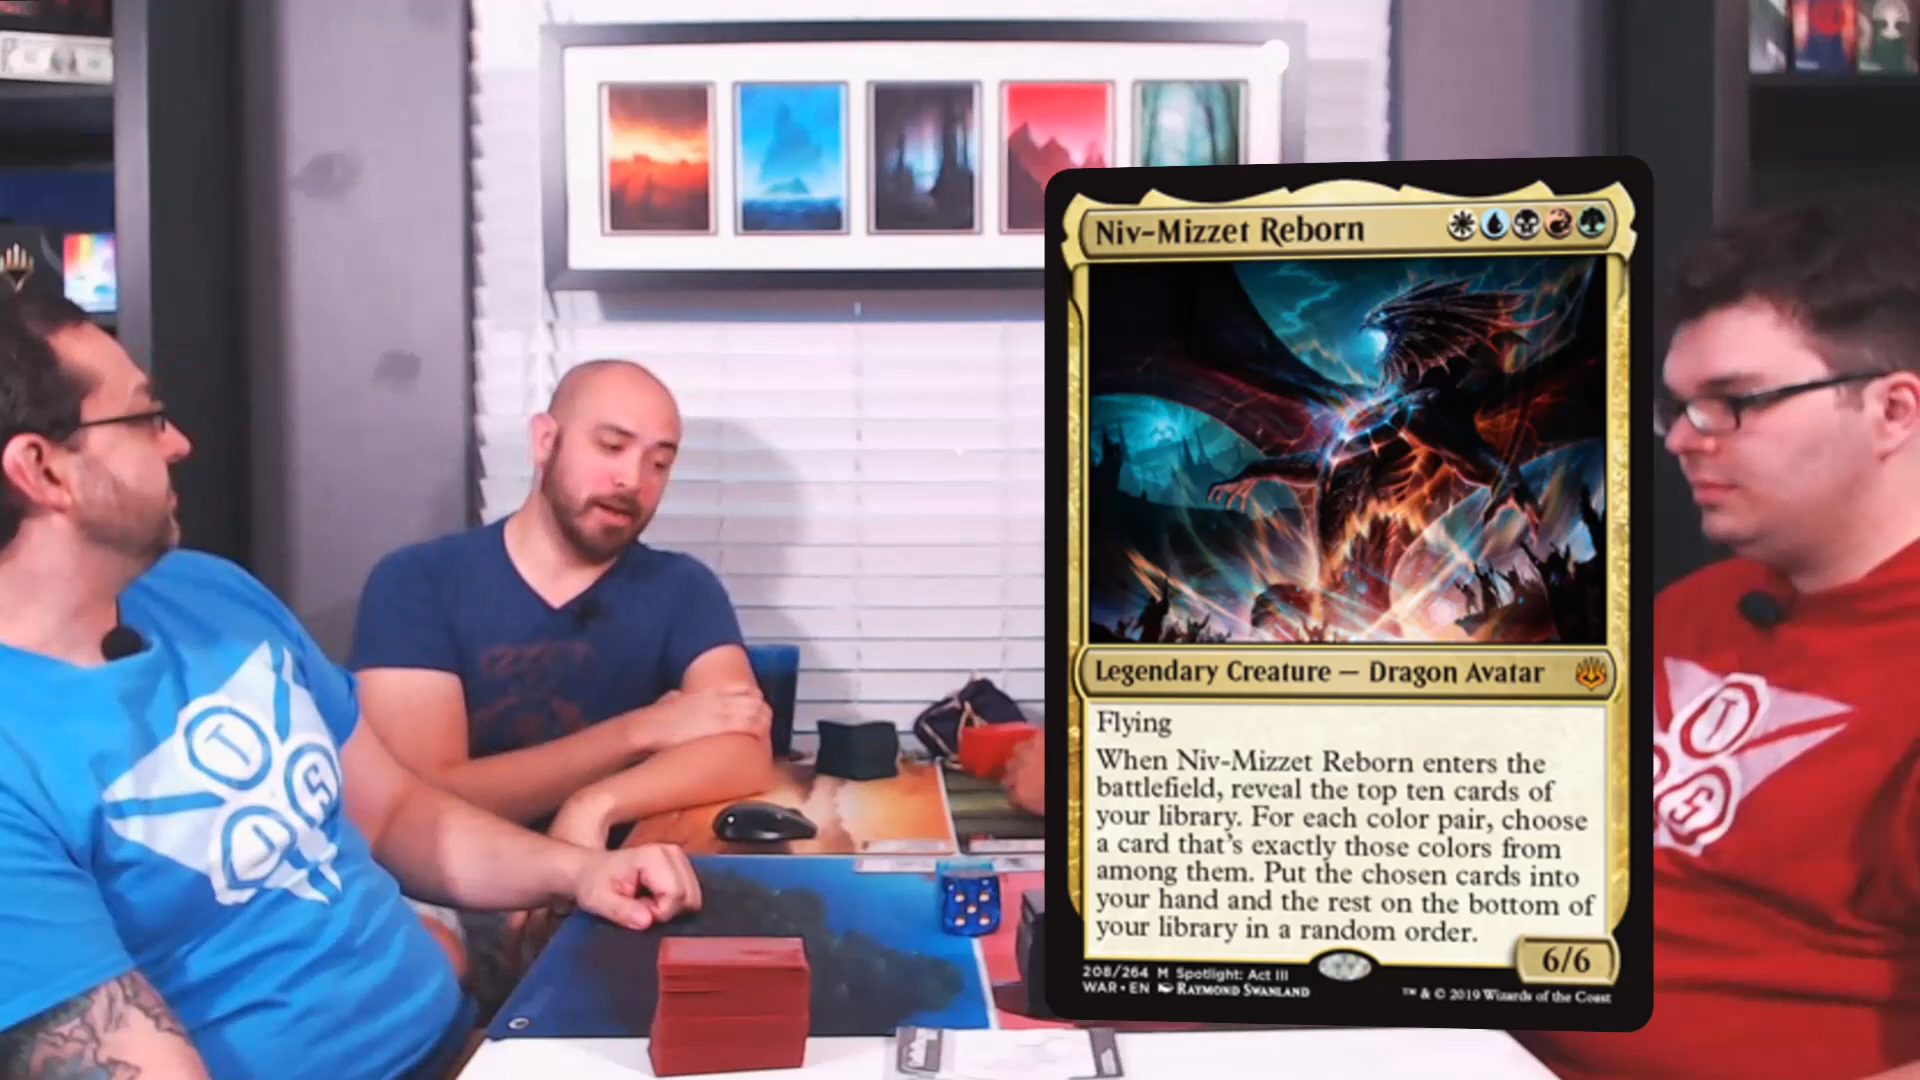 Niv-Mizzet Reborn
Legendary Creature — Dragon Avatar
Flying
When Niv-Mizzet Reborn enters the
battlefield, reveal the top ten cards of
your library. For each color pair, choose
a card that's exactly those colors from
among them. Put the chosen cards into
your hand and the rest on the bottom of
your library in a random order.
6/6
208/264 M Spotlight: Act III
WAR • EN Raymond Swanland
™ & © 2019 Wizards of the Coast
T
S
T
S